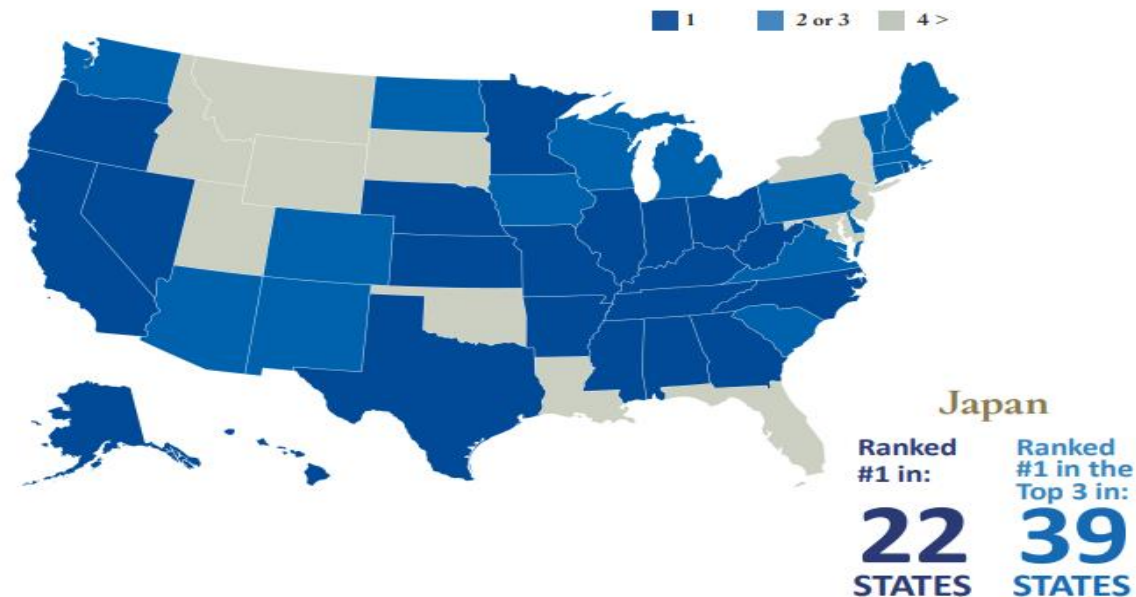 1 2 or 3 4 >
Japan
Ranked
#1 in:
22
STATES
Ranked
#1 in the
Top 3 in:
39
STATES